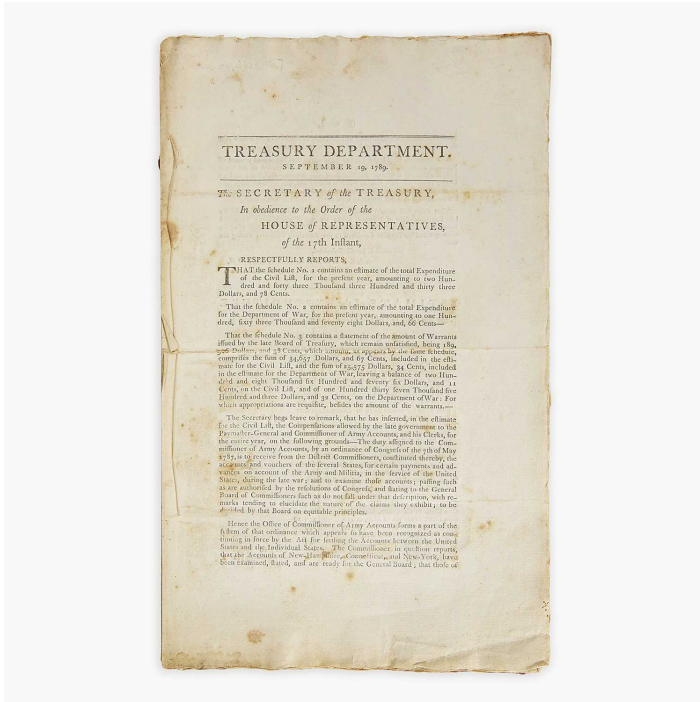 TREASURY DEPARTMENT.
SEPTEMBER 19, 1789.
The SECRETARY of the TREASURY,
In obedience to the Order of the
HOUSE of REPRESENTATIVES,
of the 17th Inſtant,
RESPECTFULLY REPORTS,
THAT the ſchedule No. 1 contains an eſtimate of the total Expenditure
of the Civil Liſt, for the preſent year, amounting to two Hun-
dred and forty three Thouſand three Hundred and thirty three
Dollars, and 78 Cents.
That the ſchedule No. 2 contains an eſtimate of the total Expenditure
for the Department of War, for the preſent year, amounting to one Hun-
dred, ſixty three Thouſand and ſeventy eight Dollars, and, 66 Cents—
That the ſchedule No. 3 contains a ſtatement of the amount of Warrants
iſſued by the late Board of Treaſury, which remain unſatisfied, being 189,
906 Dollars, and 38 Cents, which amount, as appears by the ſame ſchedule,
compriſes the ſum of 34,657 Dollars, and 67 Cents, included in the eſti-
mate for the Civil Liſt, and the ſum of 25,575 Dollars, 34 Cents, included
in the eſtimate for the Department of War, leaving a balance of two Hun-
dred and eight Thouſand ſix Hundred and ſeventy ſix Dollars, and 11
Cents, on the Civil Liſt, and of one Hundred thirty ſeven Thouſand five
Hundred and three Dollars, and 32 Cents, on the Department of War: For
which appropriations are requiſite, beſides the amount of the warrants.—
The Secretary begs leave to remark, that he has inſerted, in the eſtimate
for the Civil Liſt, the Compenſations allowed by the late government to the
Paymaſter-General and Commiſſioner of Army Accounts, and his Clerks, for
the entire year, on the following grounds—The duty aſſigned to the Com-
miſſioner of Army Accounts, by an ordinance of Congreſs of the 7th of May
1787, is to receive from the Diſtrict Commiſſioners, conſtituted thereby, the
accounts and vouchers of the ſeveral States, for certain payments and ad-
vances on account of the Army and Militia, in the ſervice of the United
States, during the late war; and to examine thoſe accounts; paſſing ſuch
as are authoriſed by the reſolutions of Congreſs, and ſtating to the General
Board of Commiſſioners ſuch as do not fall under that deſcription, with re-
marks tending to elucidate the nature of the claims they exhibit; to be
decided by that Board on equitable principles.
Hence the Office of Commiſſioner of Army Accounts forms a part of the
ſyſtem of that ordinance which appears to have been recognized as con-
tinuing in force by the Act for ſettling the Accounts between the United
States and the Individual States. The Commiſſioner in queſtion reports,
that the Accounts of New-Hampſhire, Connecticut, and New-York, have
been examined, ſtated, and are ready for the General Board; that thoſe of